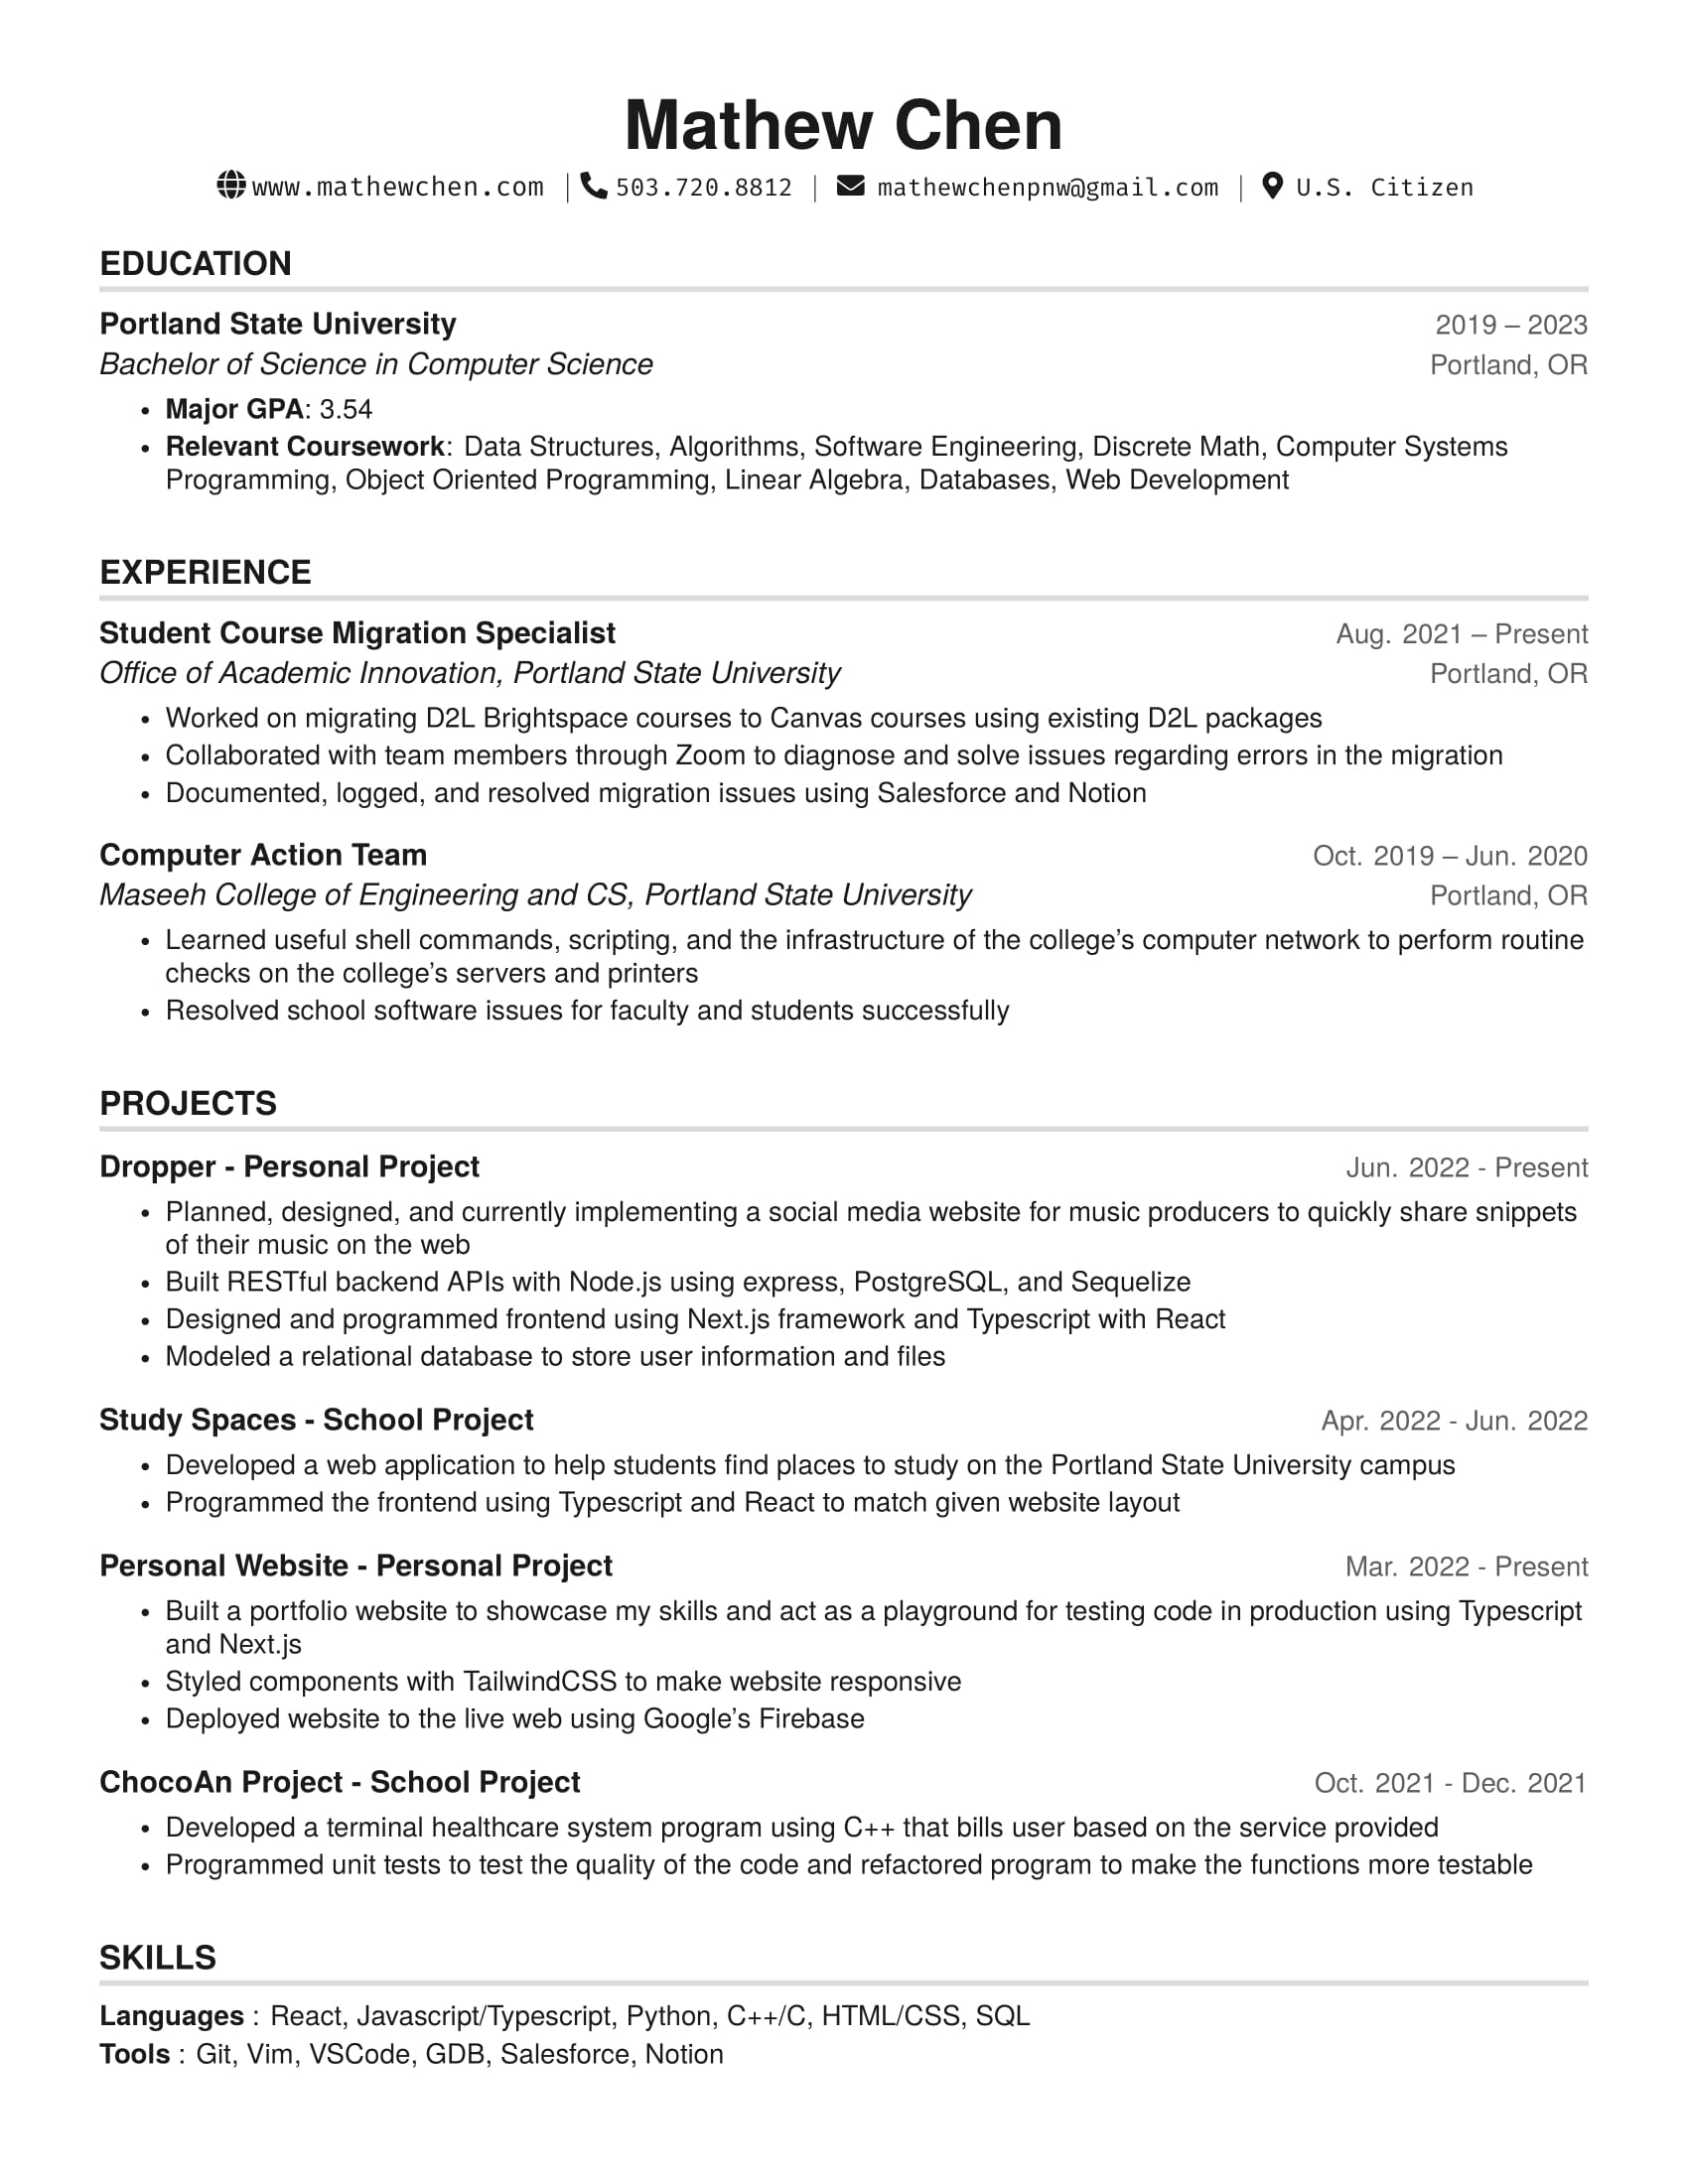 Mathew Chen
www.mathewchen.com | 503.720.8812 | mathewchenpnw@gmail.com | U.S. Citizen
EDUCATION
Portland State University 2019 – 2023
Bachelor of Science in Computer Science Portland, OR
• Major GPA: 3.54
• Relevant Coursework: Data Structures, Algorithms, Software Engineering, Discrete Math, Computer Systems
Programming, Object Oriented Programming, Linear Algebra, Databases, Web Development
EXPERIENCE
Student Course Migration Specialist Aug. 2021 – Present
Office of Academic Innovation, Portland State University Portland, OR
• Worked on migrating D2L Brightspace courses to Canvas courses using existing D2L packages
• Collaborated with team members through Zoom to diagnose and solve issues regarding errors in the migration
• Documented, logged, and resolved migration issues using Salesforce and Notion
Computer Action Team Oct. 2019 – Jun. 2020
Maseeh College of Engineering and CS, Portland State University Portland, OR
• Learned useful shell commands, scripting, and the infrastructure of the college’s computer network to perform routine
checks on the college’s servers and printers
• Resolved school software issues for faculty and students successfully
PROJECTS
Dropper - Personal Project Jun. 2022 - Present
• Planned, designed, and currently implementing a social media website for music producers to quickly share snippets
of their music on the web
• Built RESTful backend APIs with Node.js using express, PostgreSQL, and Sequelize
• Designed and programmed frontend using Next.js framework and Typescript with React
• Modeled a relational database to store user information and files
Study Spaces - School Project Apr. 2022 - Jun. 2022
• Developed a web application to help students find places to study on the Portland State University campus
• Programmed the frontend using Typescript and React to match given website layout
Personal Website - Personal Project Mar. 2022 - Present
• Built a portfolio website to showcase my skills and act as a playground for testing code in production using Typescript
and Next.js
• Styled components with TailwindCSS to make website responsive
• Deployed website to the live web using Google’s Firebase
ChocoAn Project - School Project Oct. 2021 - Dec. 2021
• Developed a terminal healthcare system program using C++ that bills user based on the service provided
• Programmed unit tests to test the quality of the code and refactored program to make the functions more testable
SKILLS
Languages : React, Javascript/Typescript, Python, C++/C, HTML/CSS, SQL
Tools : Git, Vim, VSCode, GDB, Salesforce, Notion